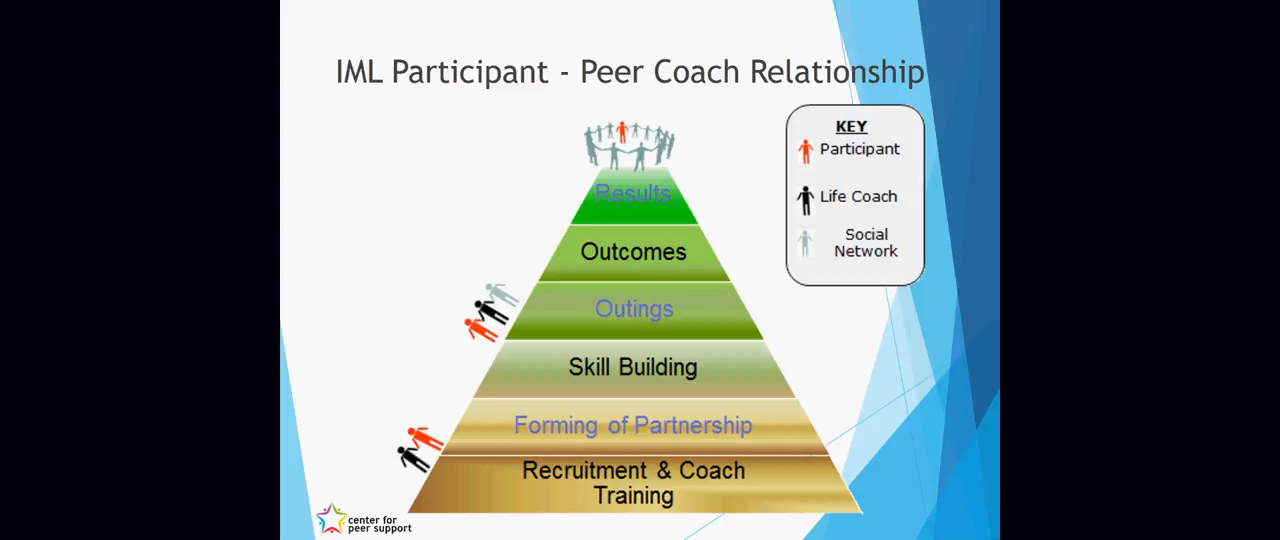 IML Participant - Peer Coach Relationship
KEY
Participant
Life Coach
Social
Network
Results
Outcomes
Outings
Skill Building
Forming of Partnership
Recruitment & Coach
Training
center for
peer support